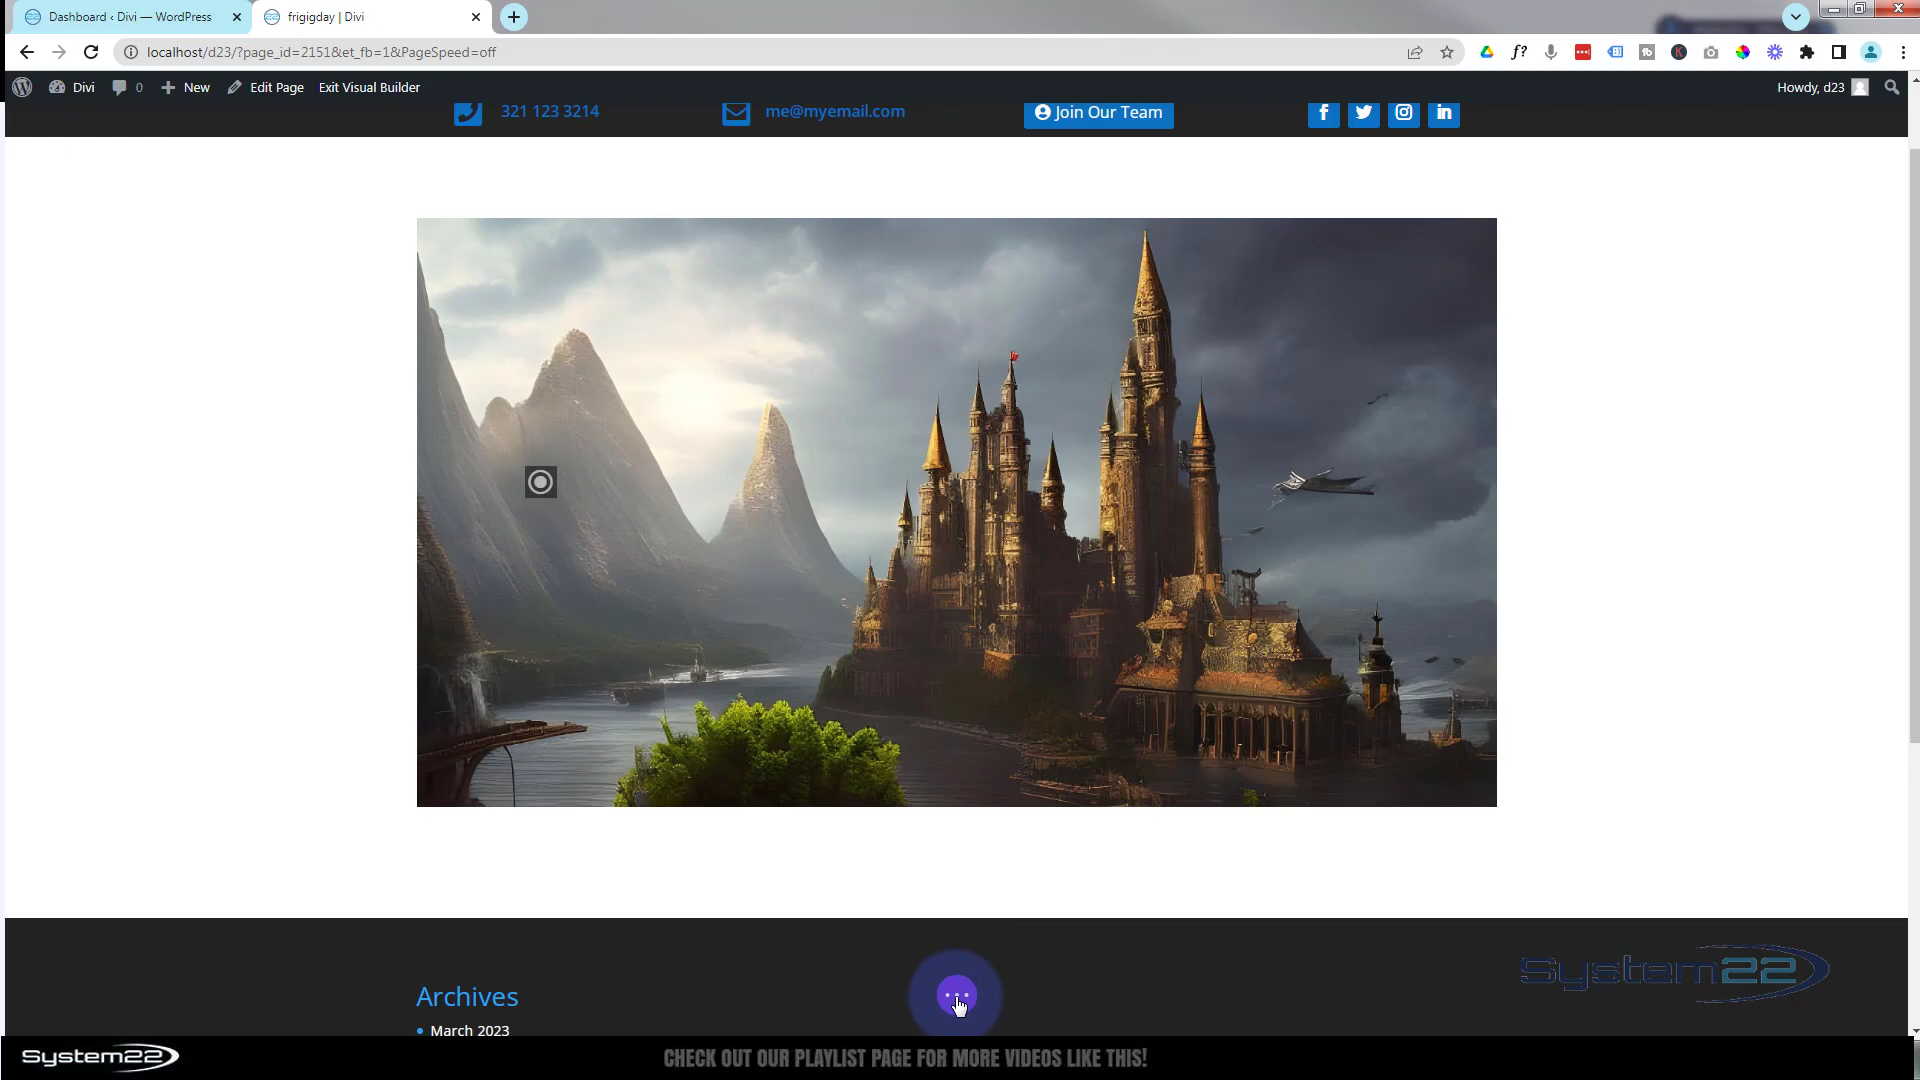 Dashboard ‹ Divi — WordPress
frigigday | Divi
localhost/d23/?page_id=2151&et_fb=1&PageSpeed=off
Divi 0 New Edit Page Exit Visual Builder Howdy, d23
321 123 3214 me@myemail.com Join Our Team
Archives
March 2023
System22
System22
CHECK OUT OUR PLAYLIST PAGE FOR MORE VIDEOS LIKE THIS!